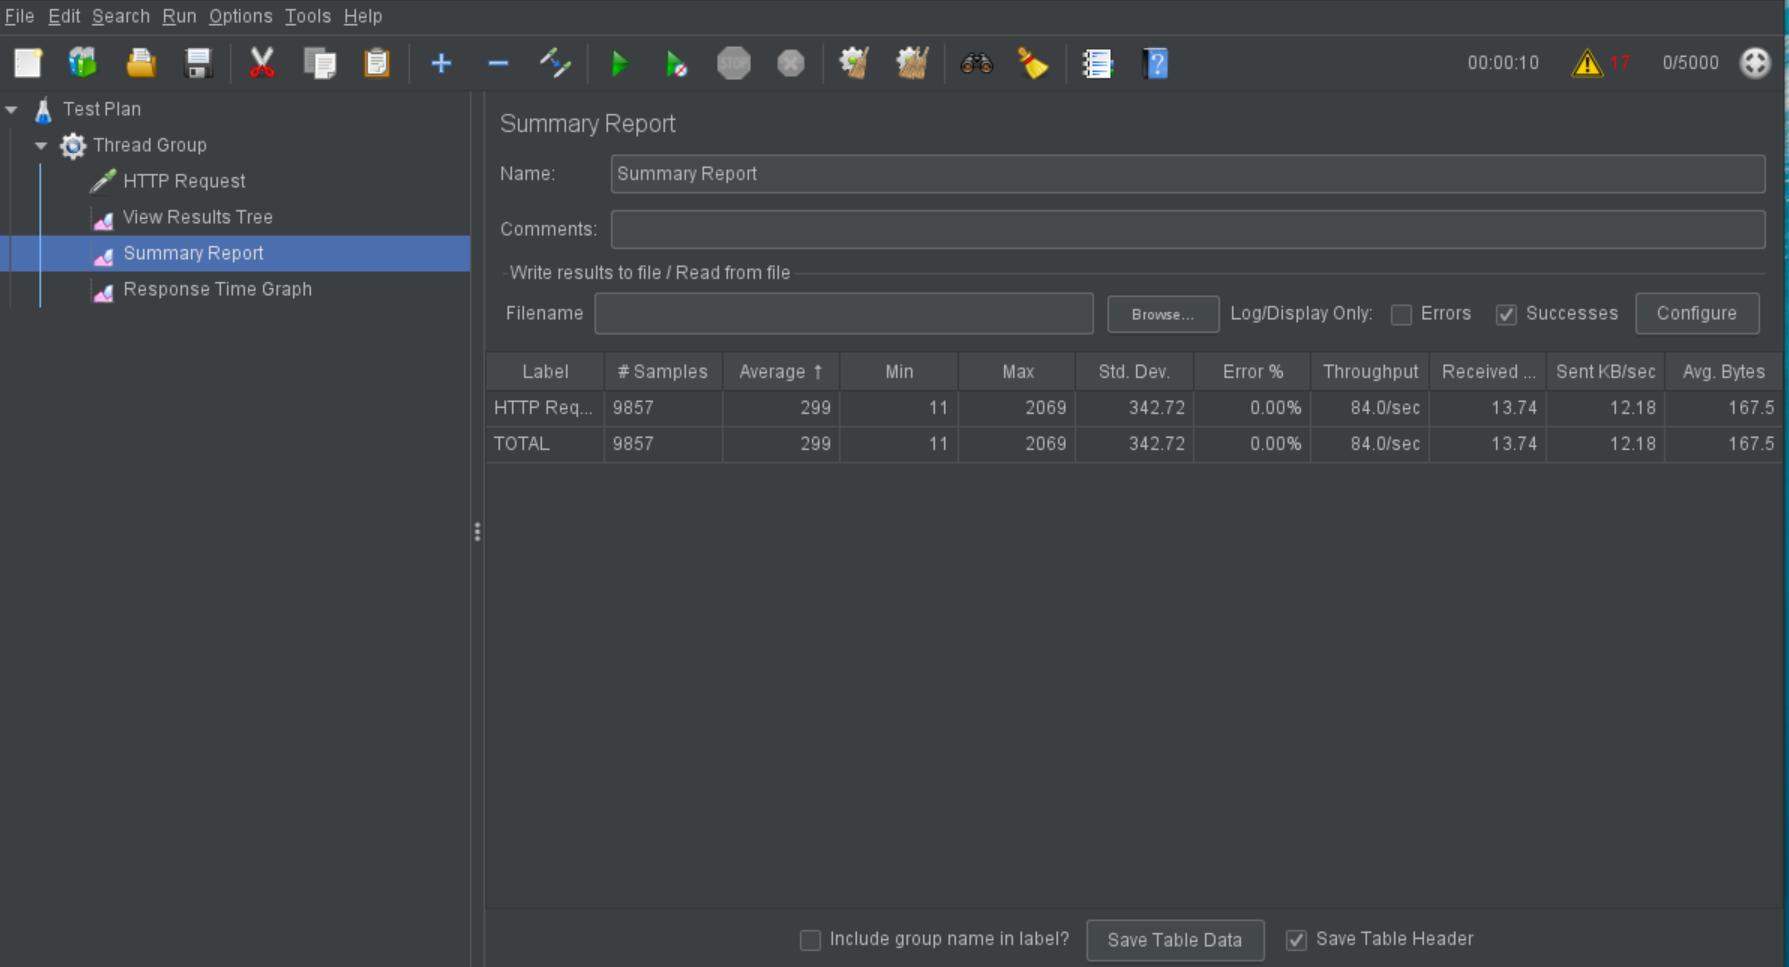 File Edit Search Run Options Tools Help
STOP 00:00:10 17 0/5000
Test Plan
Thread Group
HTTP Request
View Results Tree
Summary Report
Response Time Graph
Summary Report
Name: Summary Report
Comments:
Write results to file / Read from file
Filename Browse... Log/Display Only: Errors Successes Configure
Label # Samples Average ↑ Min Max Std. Dev. Error % Throughput Received ... Sent KB/sec Avg. Bytes
HTTP Req... 9857 299 11 2069 342.72 0.00% 84.0/sec 13.74 12.18 167.5
TOTAL 9857 299 11 2069 342.72 0.00% 84.0/sec 13.74 12.18 167.5
Include group name in label? Save Table Data Save Table Header